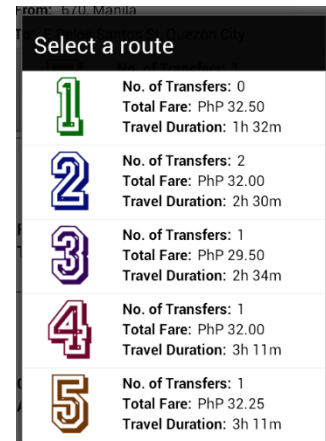 From: 670, Manila
Select a route
1
No. of Transfers: 0
Total Fare: PhP 32.50
Travel Duration: 1h 32m
2
No. of Transfers: 2
Total Fare: PhP 32.00
Travel Duration: 2h 30m
3
No. of Transfers: 1
Total Fare: PhP 29.50
Travel Duration: 2h 34m
4
No. of Transfers: 1
Total Fare: PhP 32.00
Travel Duration: 3h 11m
5
No. of Transfers: 1
Total Fare: PhP 32.25
Travel Duration: 3h 11m